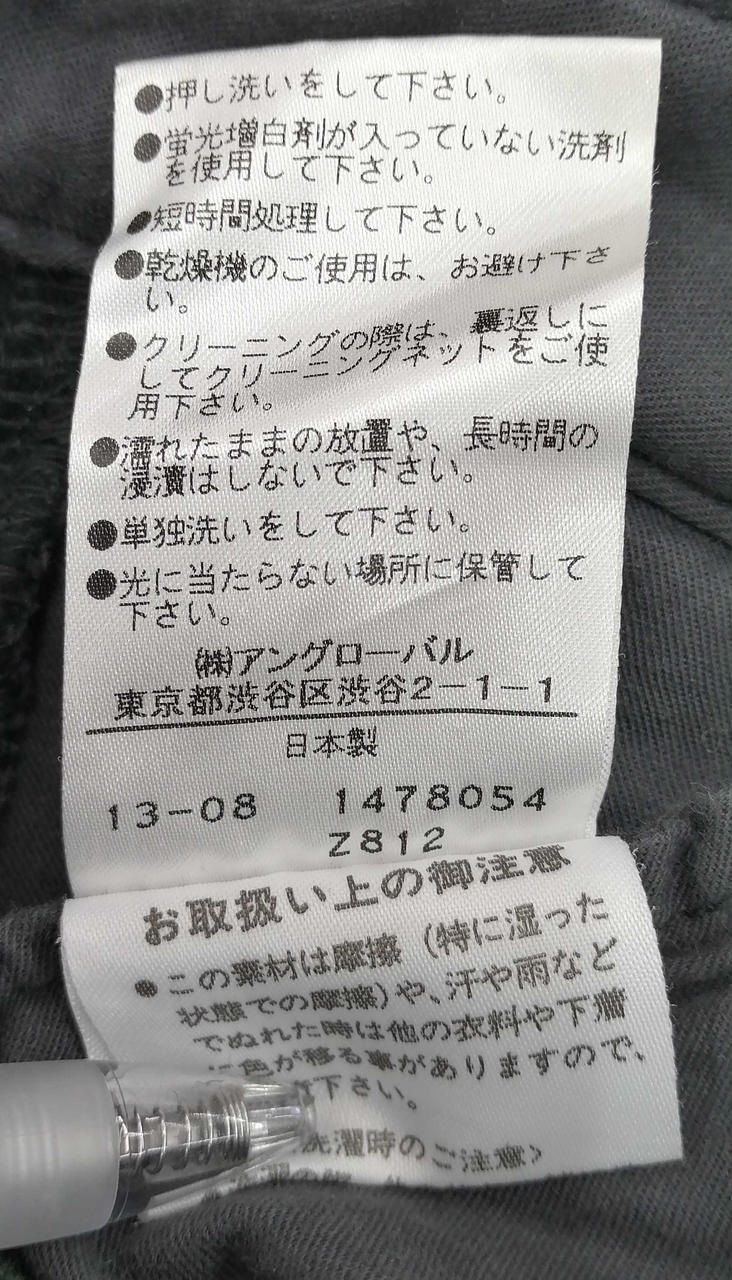 ●押し洗いをして下さい。
●蛍光増白剤が入っていない洗剤
を使用して下さい。
●短時間処理して下さい。
●乾燥機のご使用は、お避け下さ
い。
●クリーニングの際は、裏返しに
してクリーニングネットをご使
用下さい。
●濡れたままの放置や、長時間の
浸漬はしないで下さい。
●単独洗いをして下さい。
●光に当たらない場所に保管して
下さい。
㈱アングローバル
東京都渋谷区渋谷2-1-1
日本製
13-08 1478054
Z812
お取扱い上の御注意
●この素材は摩擦(特に湿った
状態での摩擦)や、汗や雨など
でぬれた時は他の衣料や下着
に色が移る事がありますので、
下さい。
洗濯時のご注意>